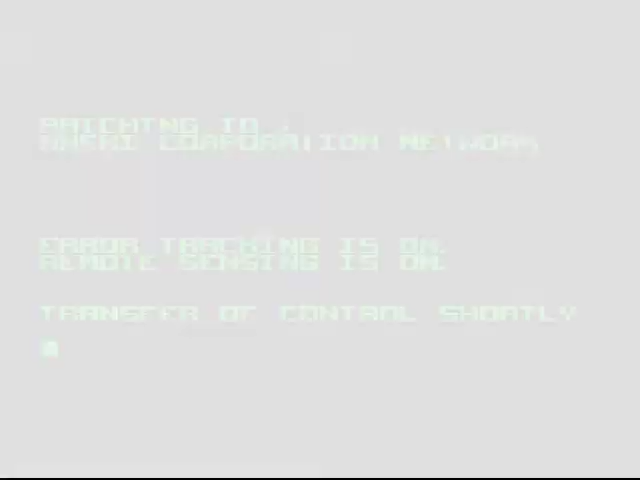 PATCHING TO .
CORPORATION NETWORK
ERROR TRACKING IS ON.
REMOTE SENSING IS ON.
TRANSFER OF CONTROL SHORTLY